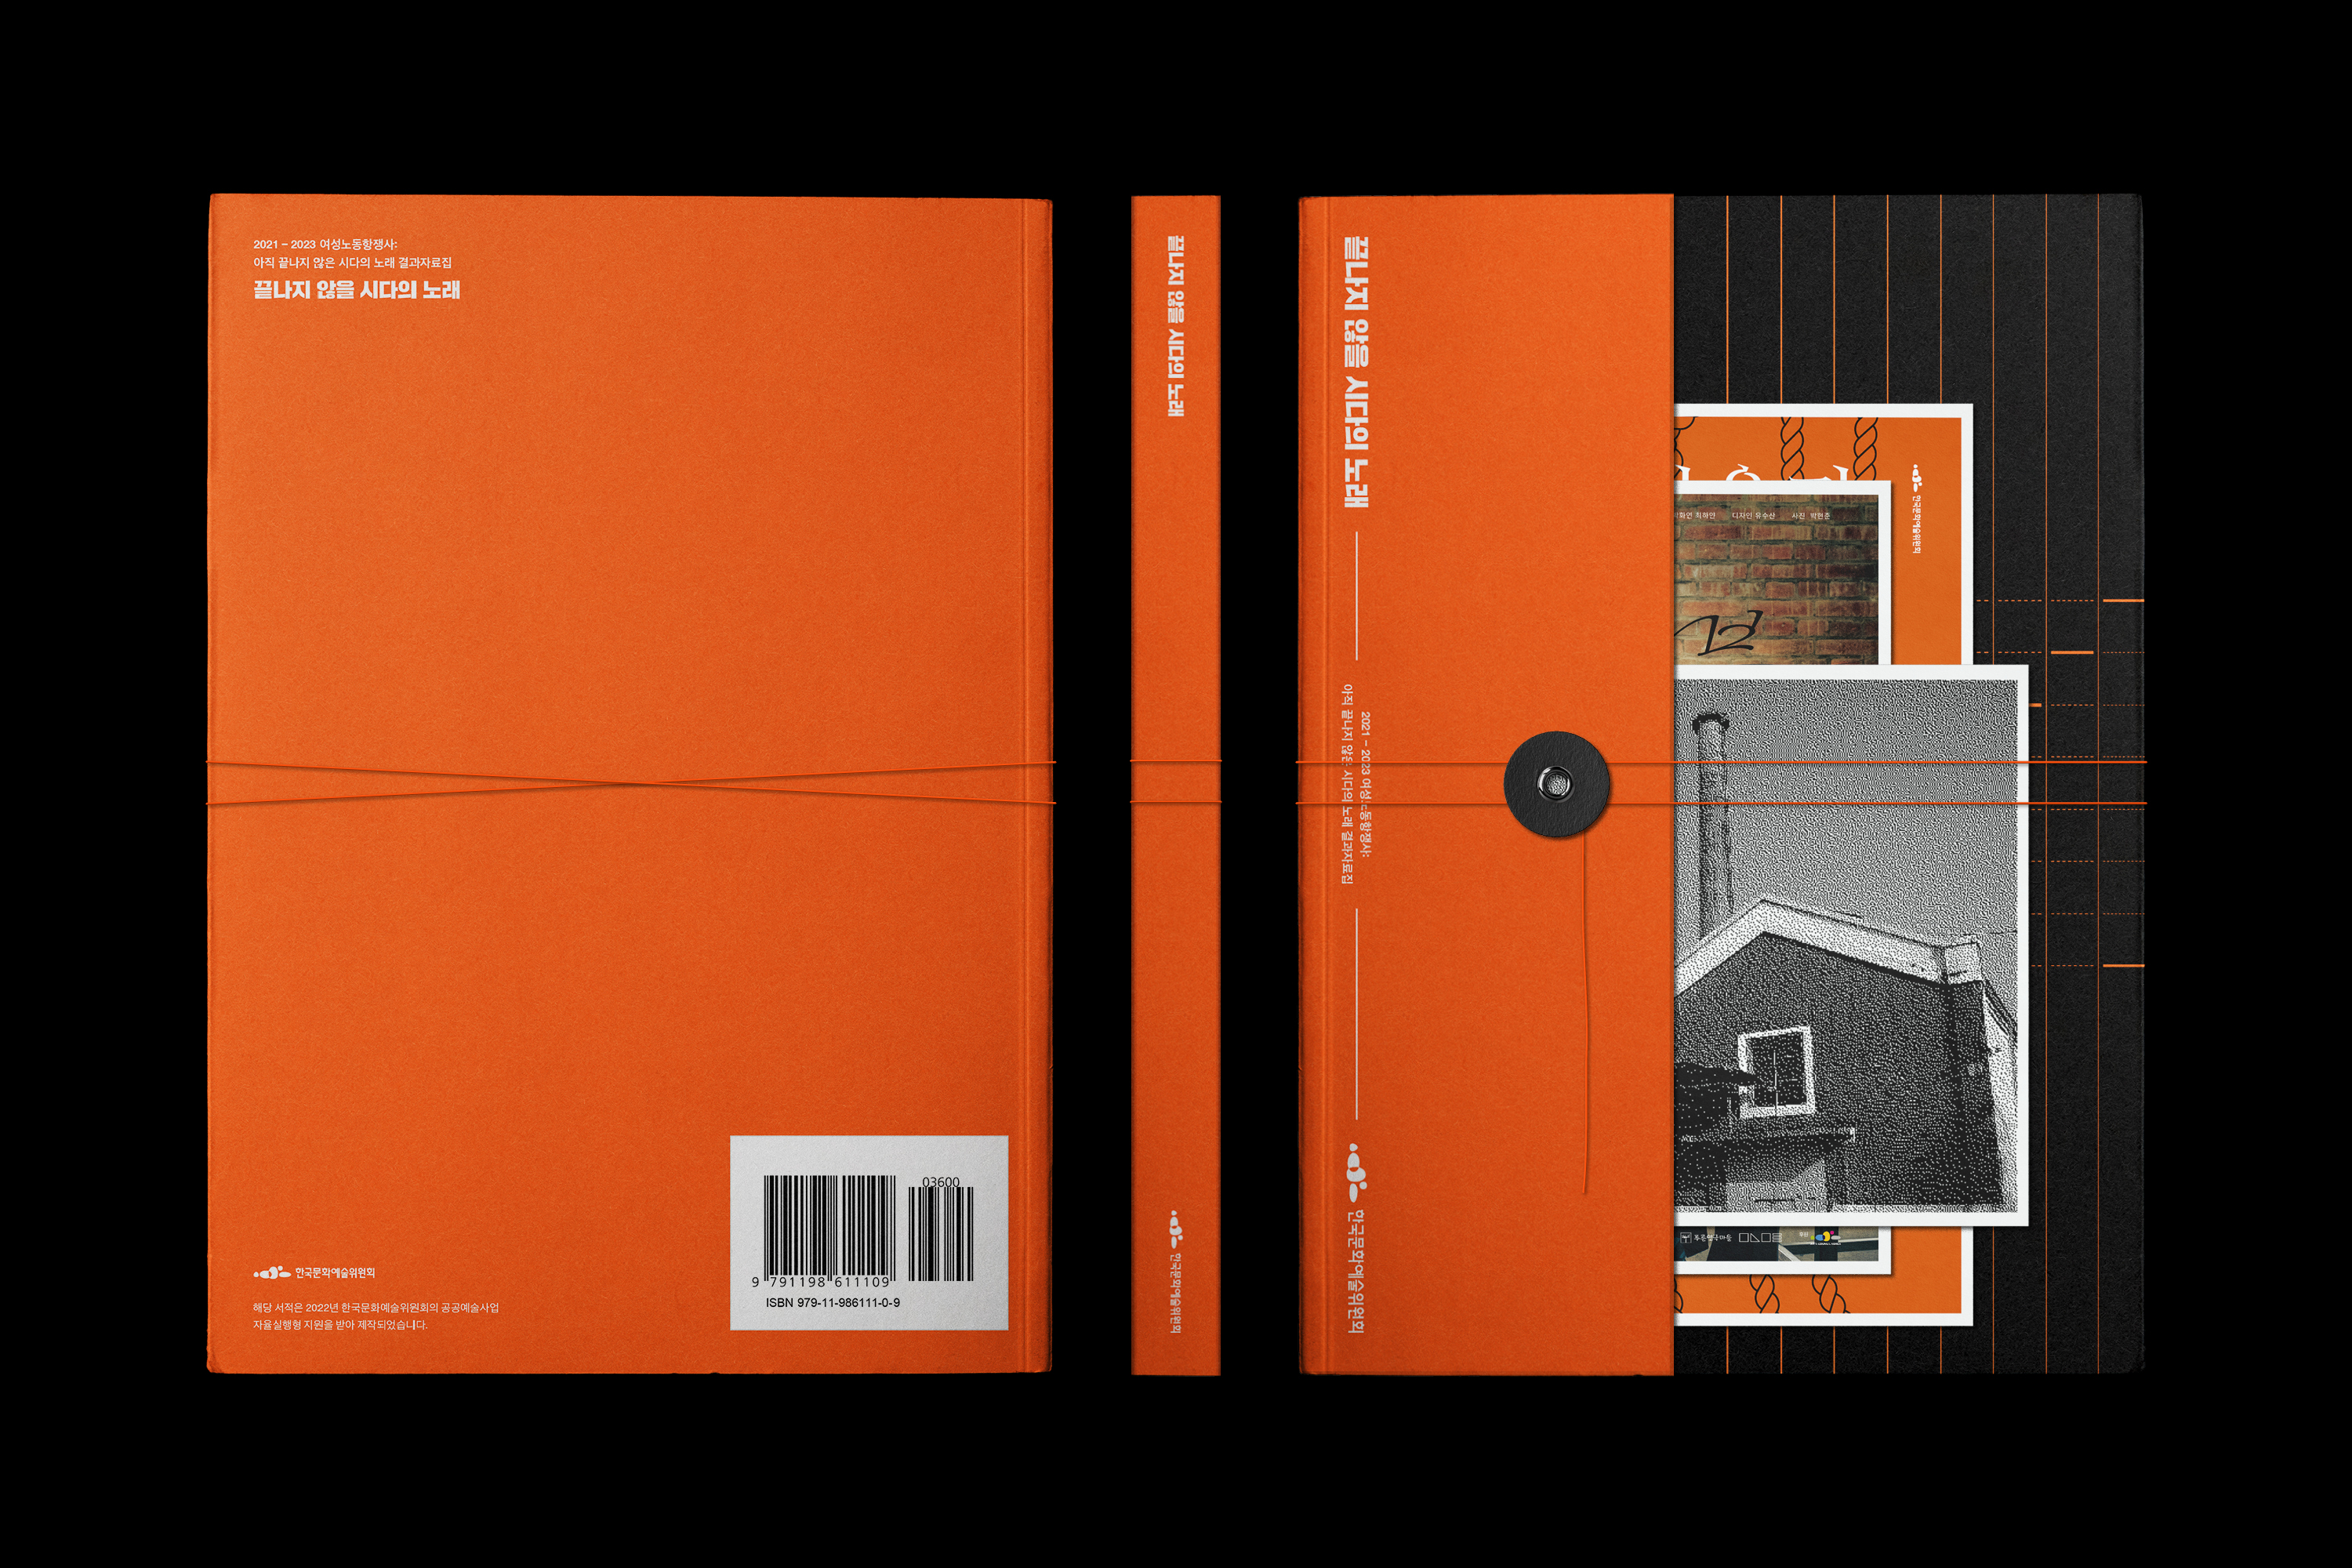 2021 – 2023 여성노동항쟁사:
아직 끝나지 않은 시다의 노래 결과자료집
끝나지 않을 시다의 노래
한국문화예술위원회
해당 서적은 2022년 한국문화예술위원회의 공공예술사업
자율실행형 지원을 받아 제작되었습니다.
03600
9 791198 611109
ISBN 979-11-986111-0-9
끝나지 않을 시다의 노래
한국문화예술위원회
끝나지 않을 시다의 노래
2021 – 2023 여성노동항쟁사:
아직 끝나지 않은 시다의 노래 결과자료집
한국문화예술위원회
한국문화예술위원회
최하얀 디자인 유수산 사진 박현준